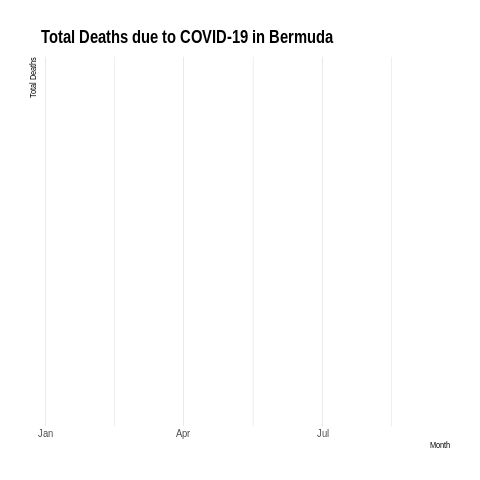 Total Deaths due to COVID-19 in Bermuda
Total Deaths
Jan
Apr
Jul
Month